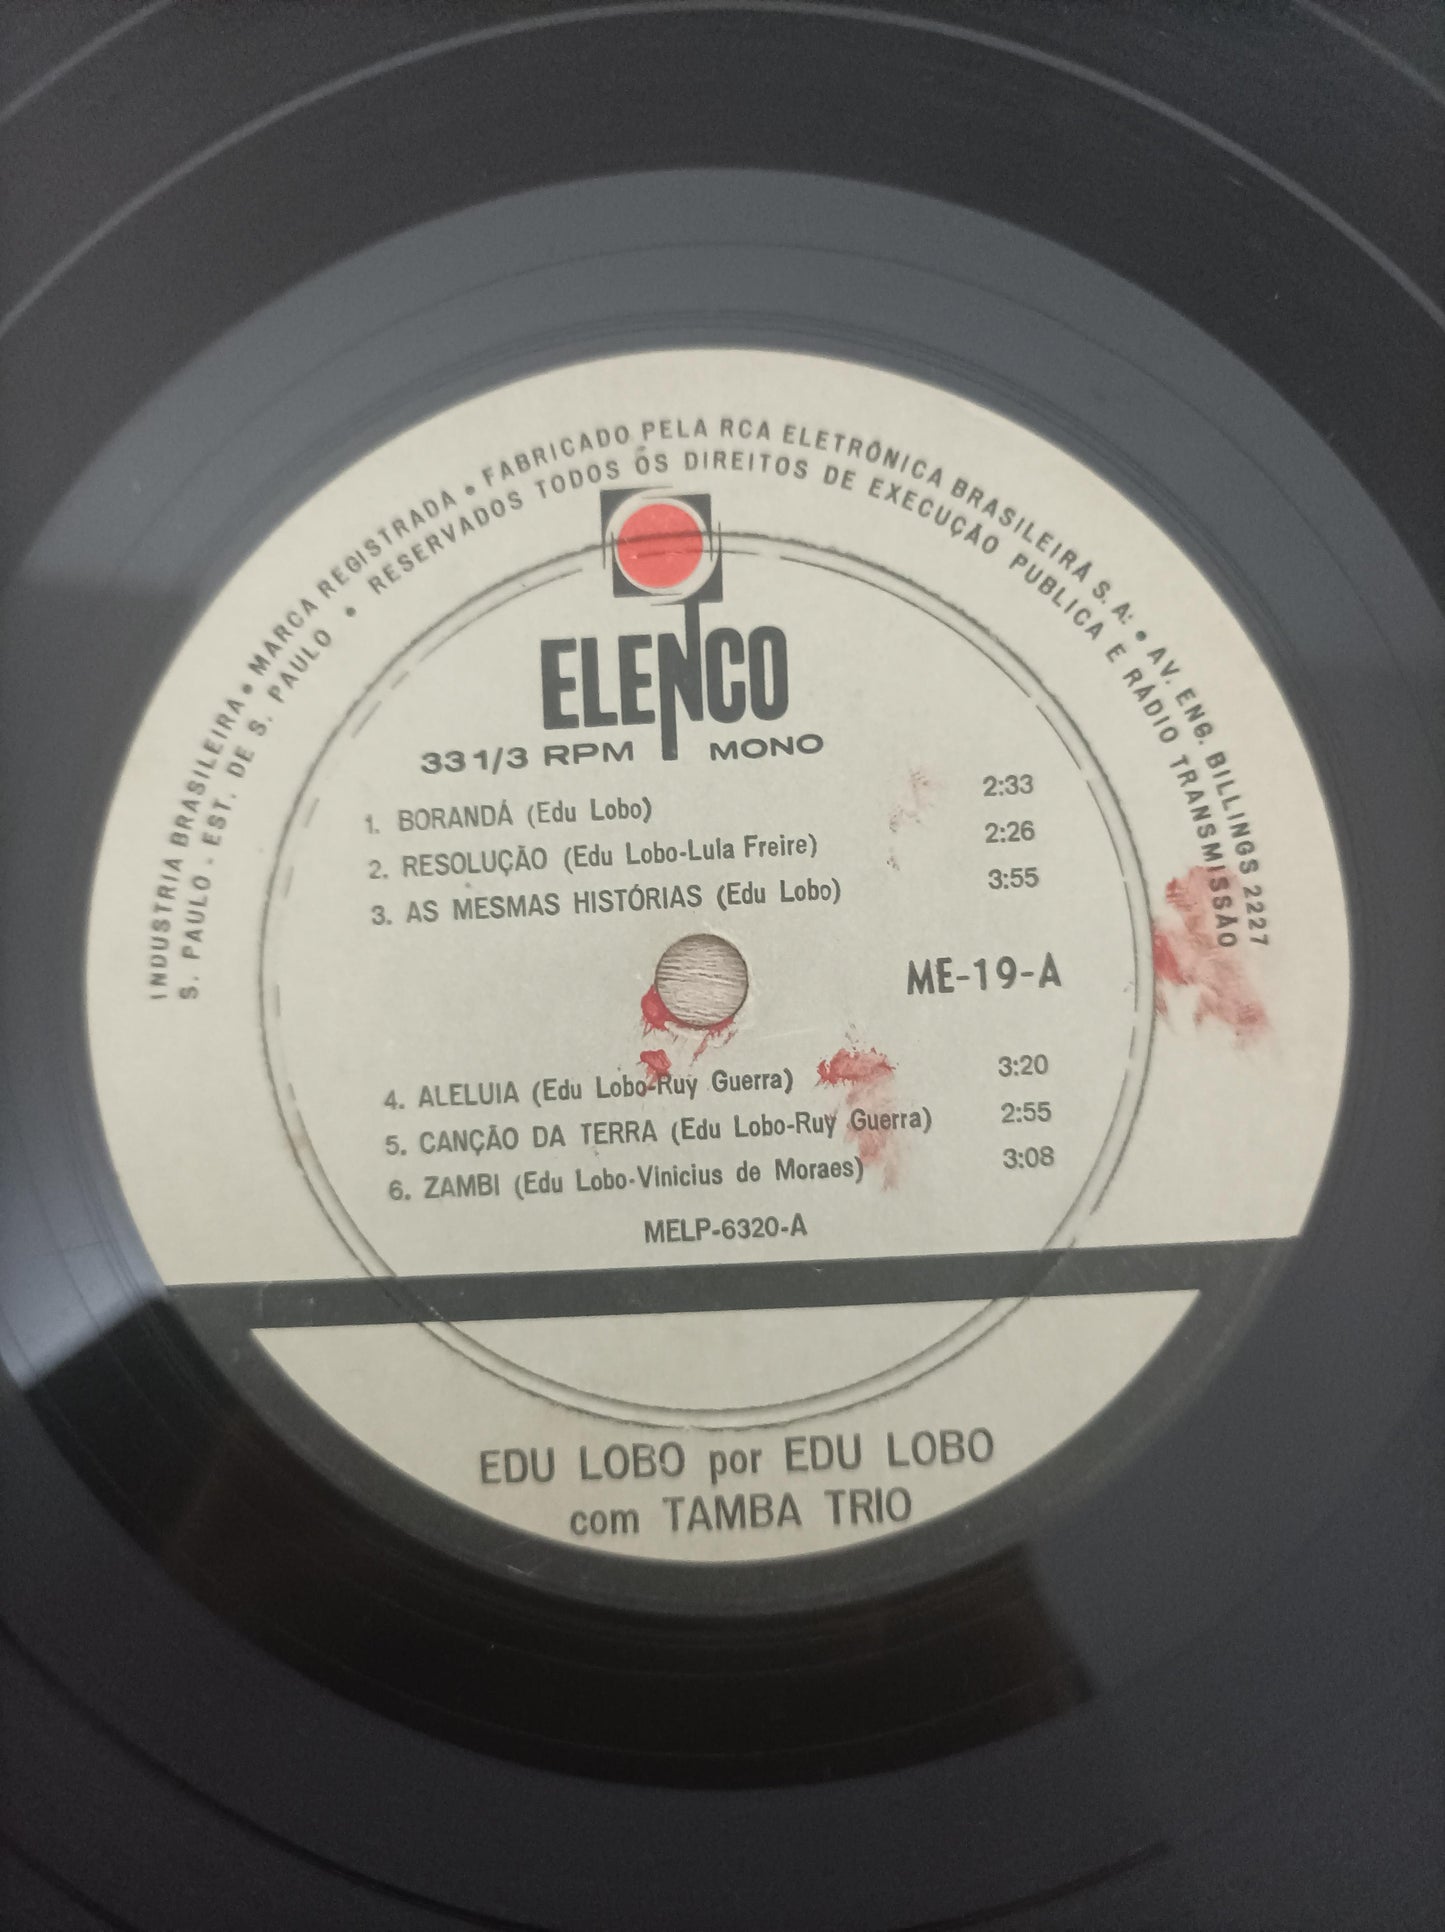 INDUSTRIA BRASILEIRA • MARCA REGISTRADA • FABRICADO PELA RCA ELETRÔNICA BRASILEIRA S. A. • AV. ENG. BILLINGS 2227
S. PAULO - EST. DE S. PAULO • RESERVADOS TODOS OS DIREITOS DE EXECUÇÃO PUBLICA E RÁDIO TRANSMISSÃO
ELENCO
33 1/3 RPM MONO
1. BORANDÁ (Edu Lobo) 2:33
2. RESOLUÇÃO (Edu Lobo-Lula Freire) 2:26
3. AS MESMAS HISTÓRIAS (Edu Lobo) 3:55
ME-19-A
4. ALELUIA (Edu Lobo-Ruy Guerra) 3:20
5. CANÇÃO DA TERRA (Edu Lobo-Ruy Guerra) 2:55
6. ZAMBI (Edu Lobo-Vinicius de Moraes) 3:08
MELP-6320-A
EDU LOBO por EDU LOBO
com TAMBA TRIO